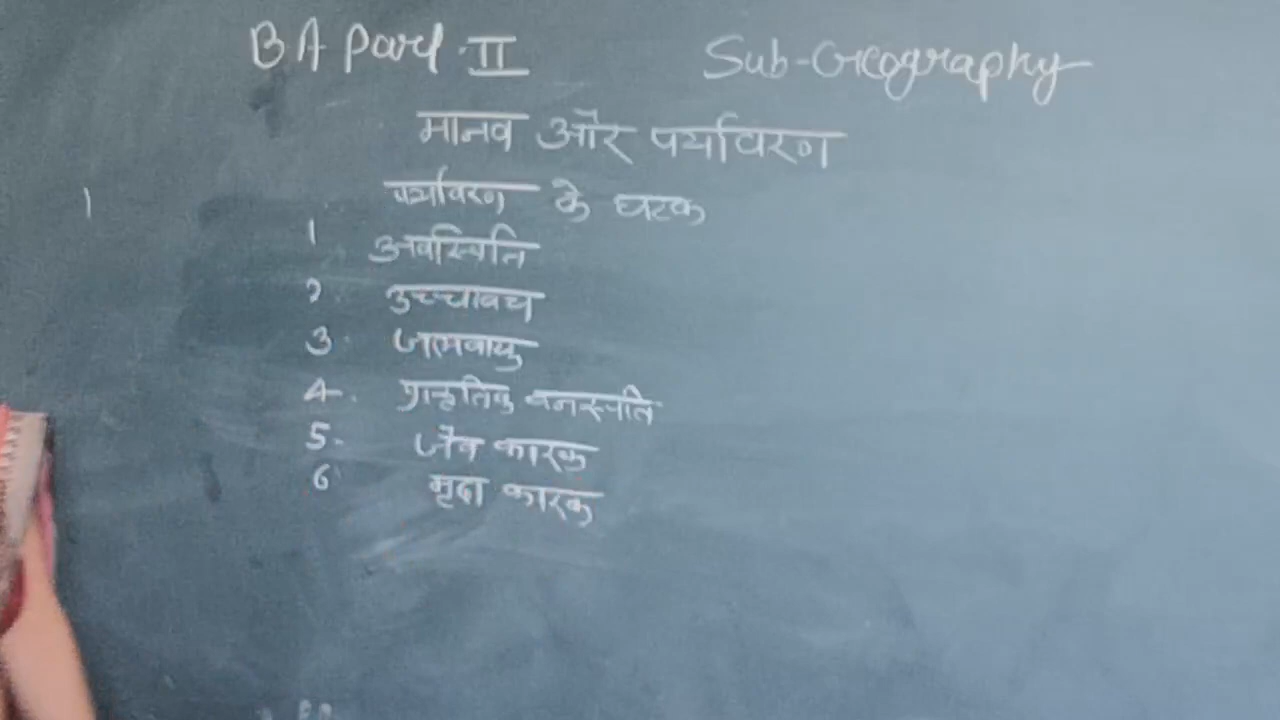 BA Part-II Sub-Geography
मानव और पर्यावरण
पर्यावरण के घटक
1 अवस्थिति
2. उच्चावच
3. जलवायु
4. प्राकृतिक वनस्पति
5. जैव कारक
6 मृदा कारक